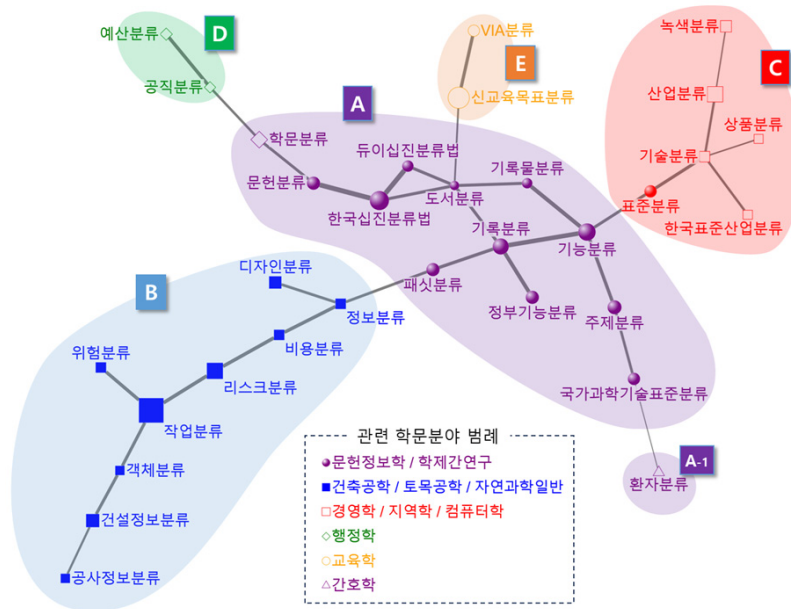 예산분류
D
공직분류
VIA분류
E
신교육목표분류
녹색분류
C
산업분류
상품분류
기술분류
표준분류
한국표준산업분류
A
학문분류
듀이십진분류법
기록물분류
문헌분류
도서분류
한국십진분류법
기록분류
기능분류
패싯분류
정부기능분류
주제분류
국가과학기술표준분류
A-1
환자분류
B
디자인분류
정보분류
비용분류
위험분류
리스크분류
작업분류
객체분류
건설정보분류
공사정보분류
관련 학문분야 범례
문헌정보학 / 학제간연구
건축공학 / 토목공학 / 자연과학일반
경영학 / 지역학 / 컴퓨터학
행정학
교육학
간호학